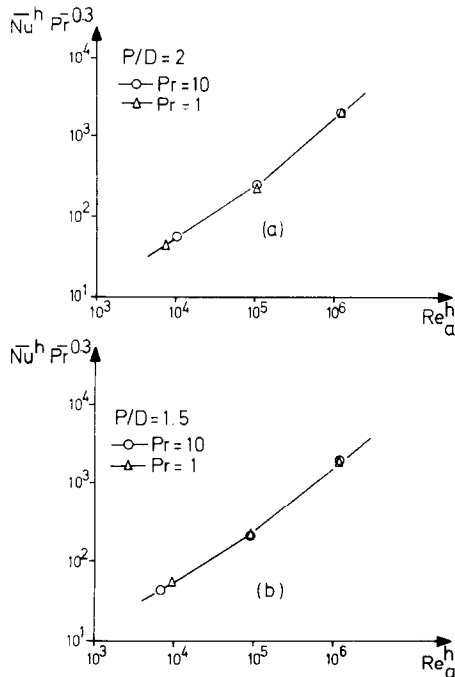 N̅u^h Pr^-0.3
10^4
P/D = 2
Pr = 10
Pr = 1
10^3
10^2
(a)
10^1
10^3 10^4 10^5 10^6
Re_a^h
N̅u^h Pr^-0.3
10^4
P/D = 1.5
Pr = 10
Pr = 1
10^3
10^2
(b)
10^1
10^3 10^4 10^5 10^6
Re_a^h